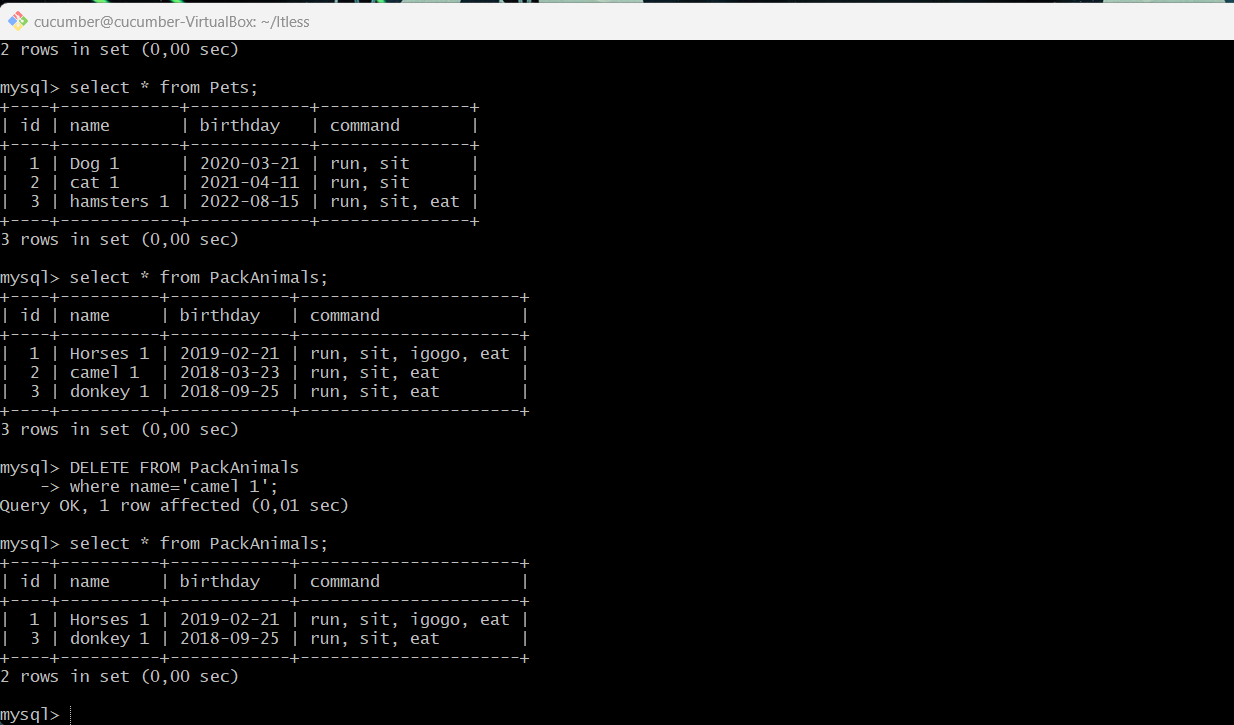 cucumber@cucumber-VirtualBox: ~/Itless
2 rows in set (0,00 sec)
mysql> select * from Pets;
+----+------------+------------+---------------+
| id | name       | birthday   | command       |
+----+------------+------------+---------------+
|  1 | Dog 1      | 2020-03-21 | run, sit      |
|  2 | cat 1      | 2021-04-11 | run, sit      |
|  3 | hamsters 1 | 2022-08-15 | run, sit, eat |
+----+------------+------------+---------------+
3 rows in set (0,00 sec)
mysql> select * from PackAnimals;
+----+----------+------------+----------------------+
| id | name     | birthday   | command              |
+----+----------+------------+----------------------+
|  1 | Horses 1 | 2019-02-21 | run, sit, igogo, eat |
|  2 | camel 1  | 2018-03-23 | run, sit, eat        |
|  3 | donkey 1 | 2018-09-25 | run, sit, eat        |
+----+----------+------------+----------------------+
3 rows in set (0,00 sec)
mysql> DELETE FROM PackAnimals
    -> where name='camel 1';
Query OK, 1 row affected (0,01 sec)
mysql> select * from PackAnimals;
+----+----------+------------+----------------------+
| id | name     | birthday   | command              |
+----+----------+------------+----------------------+
|  1 | Horses 1 | 2019-02-21 | run, sit, igogo, eat |
|  3 | donkey 1 | 2018-09-25 | run, sit, eat        |
+----+----------+------------+----------------------+
2 rows in set (0,00 sec)
mysql>